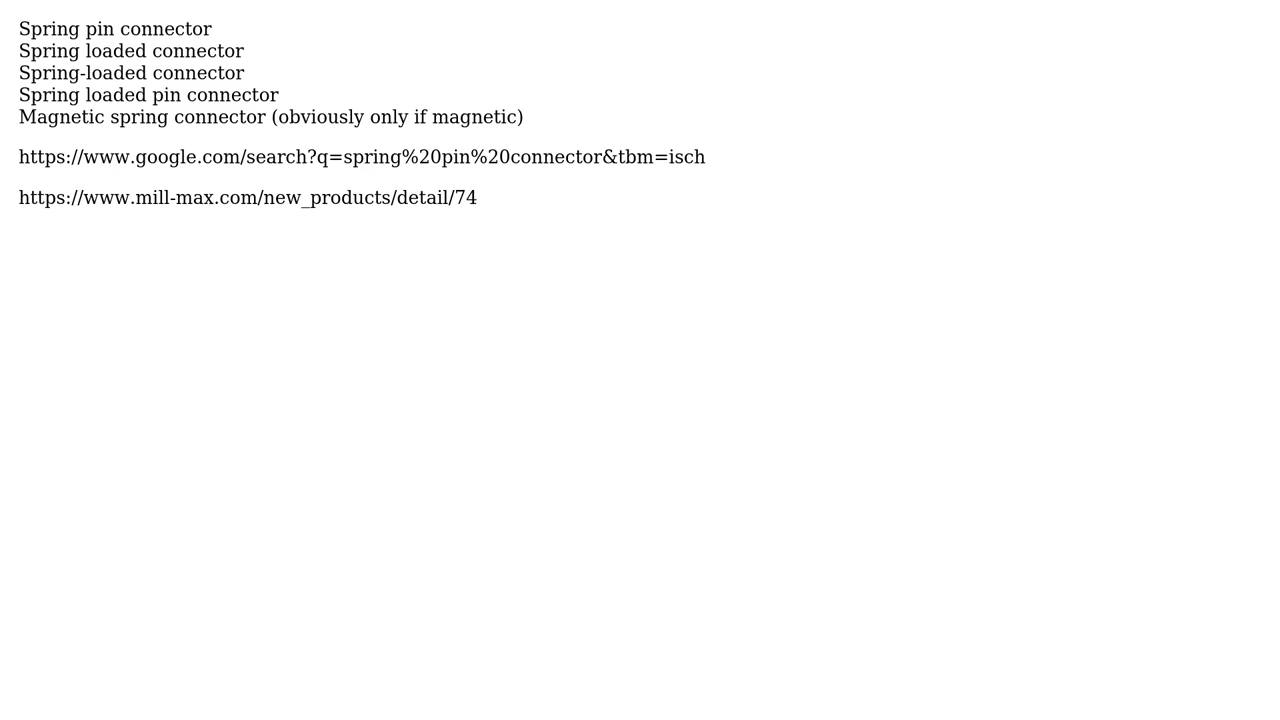 Spring pin connector
Spring loaded connector
Spring-loaded connector
Spring loaded pin connector
Magnetic spring connector (obviously only if magnetic)
https://www.google.com/search?q=spring%20pin%20connector&tbm=isch
https://www.mill-max.com/new_products/detail/74